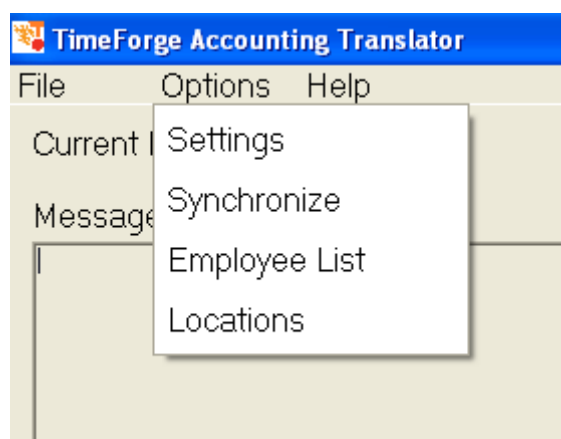 TimeForge Accounting Translator
File Options Help
Current
Settings
Synchronize
Message
Employee List
Locations